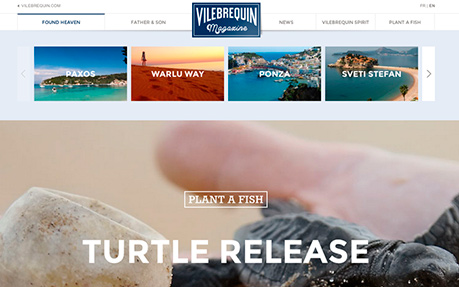 VILEBREQUIN.COM
FR | EN
FOUND HEAVEN
FATHER & SON
VILEBREQUIN
Magazine
NEWS
VILEBREQUIN SPIRIT
PLANT A FISH
PAXOS
WARLU WAY
PONZA
SVETI STEFAN
PLANT A FISH
TURTLE RELEASE